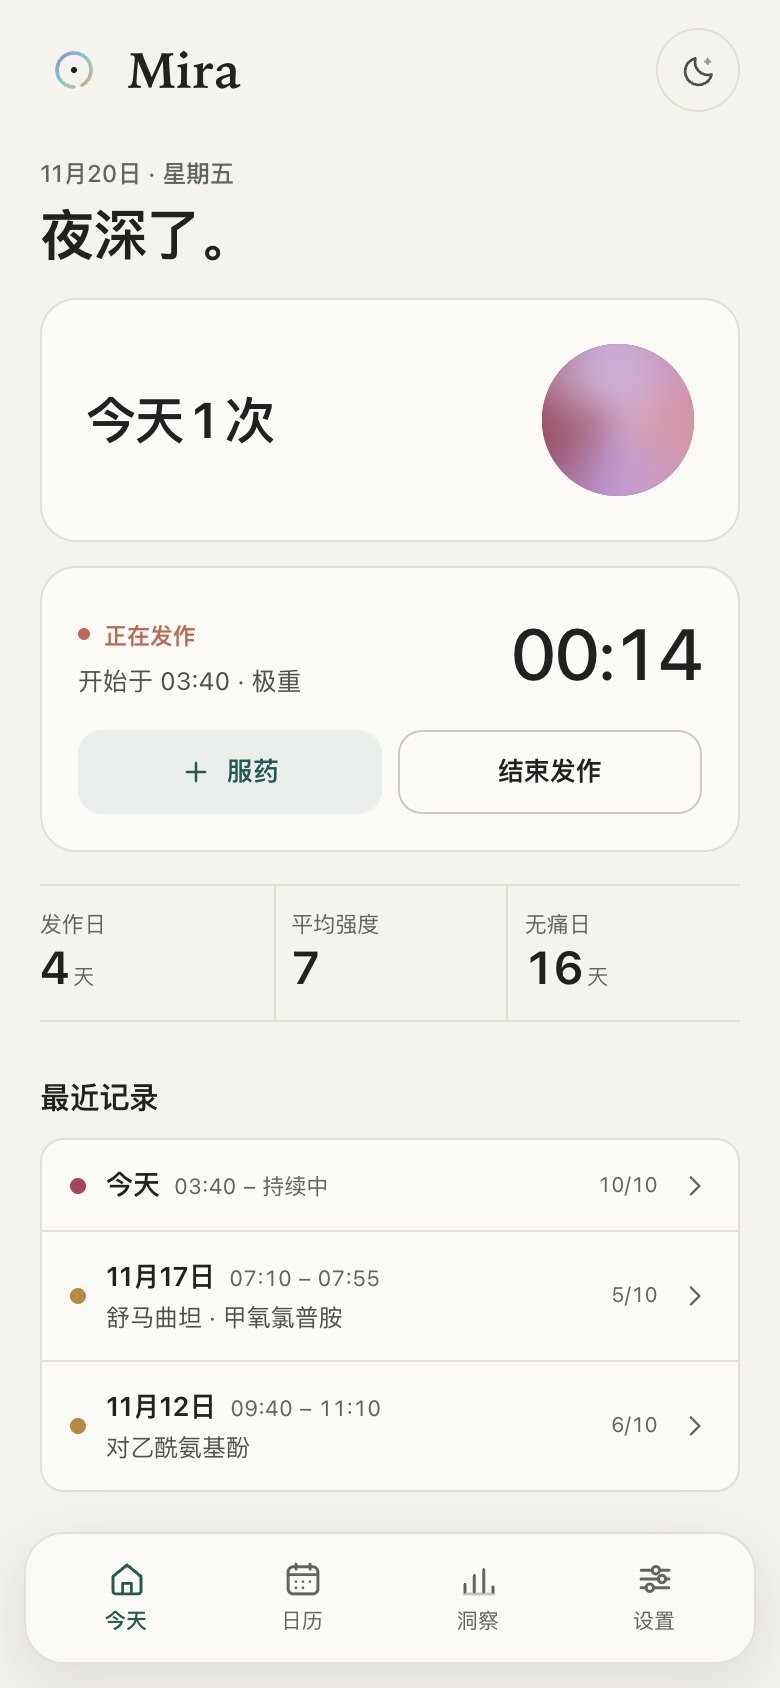 Mira
11月20日 · 星期五
夜深了。
今天 1 次
正在发作
00:14
开始于 03:40 · 极重
服药
结束发作
发作日
4 天
平均强度
7
无痛日
16 天
最近记录
今天 03:40 – 持续中
10/10
11月17日 07:10 – 07:55
舒马曲坦 · 甲氧氯普胺
5/10
11月12日 09:40 – 11:10
对乙酰氨基酚
6/10
今天
日历
洞察
设置